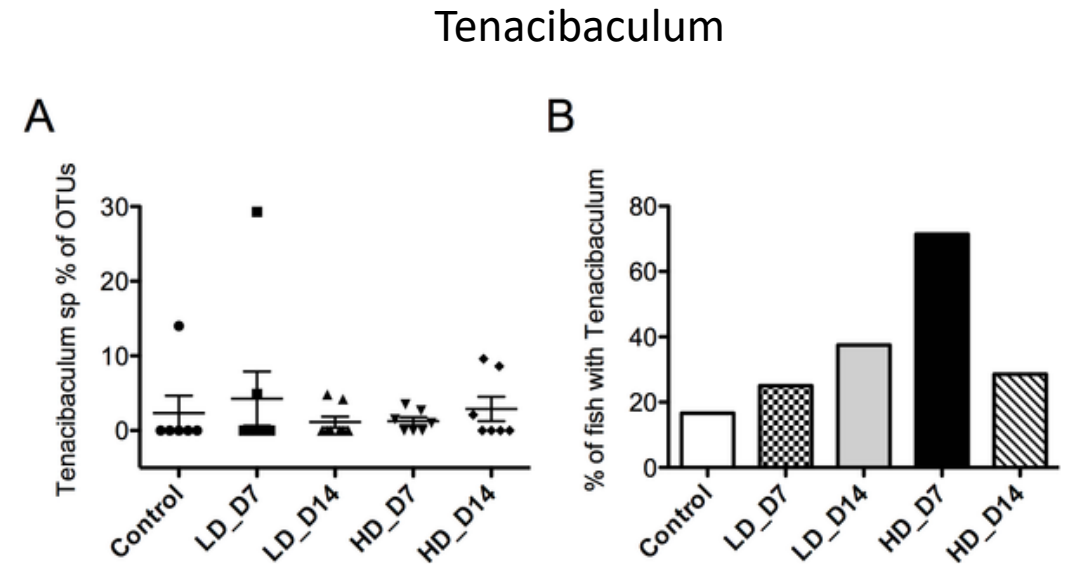 Tenacibaculum
A
Tenacibaculum sp % of OTUs
30
20
10
0
Control
LD_D7
LD_D14
HD_D7
HD_D14
B
% of fish with Tenacibaculum
80
60
40
20
0
Control
LD_D7
LD_D14
HD_D7
HD_D14